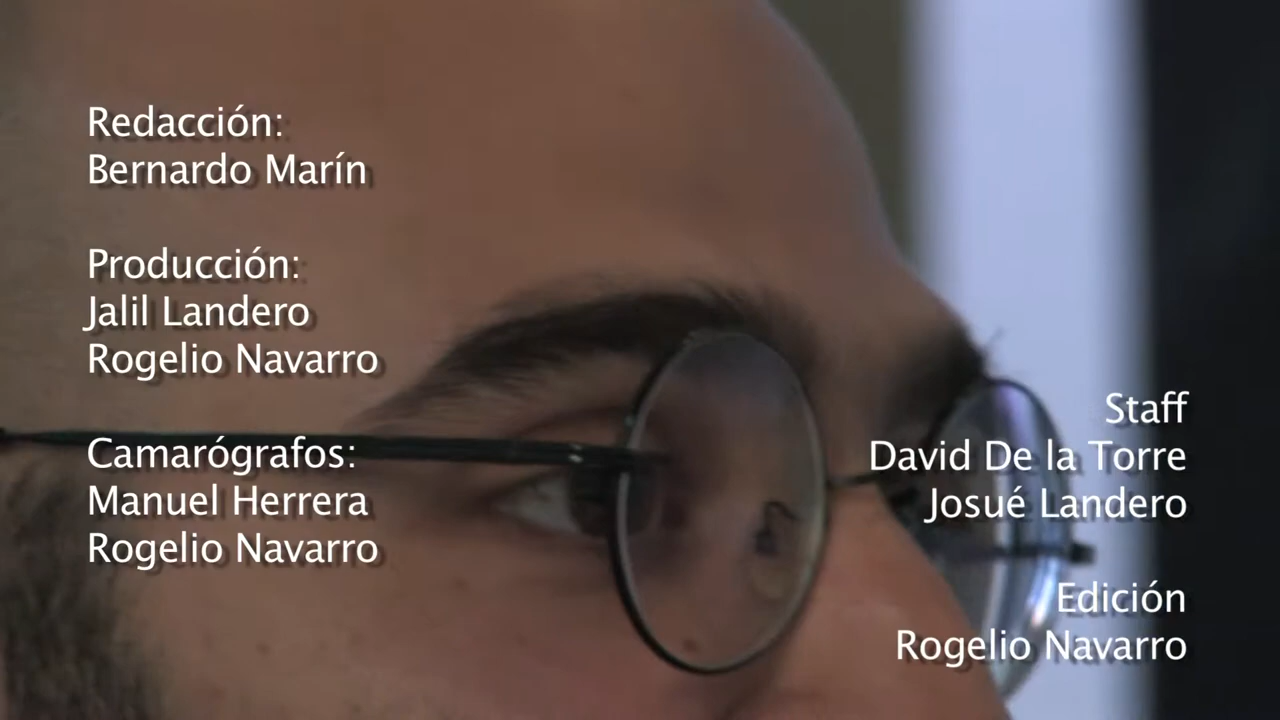 Redacción:
Bernardo Marín
Producción:
Jalil Landero
Rogelio Navarro
Camarógrafos:
Manuel Herrera
Rogelio Navarro
Staff
David De la Torre
Josué Landero
Edición
Rogelio Navarro